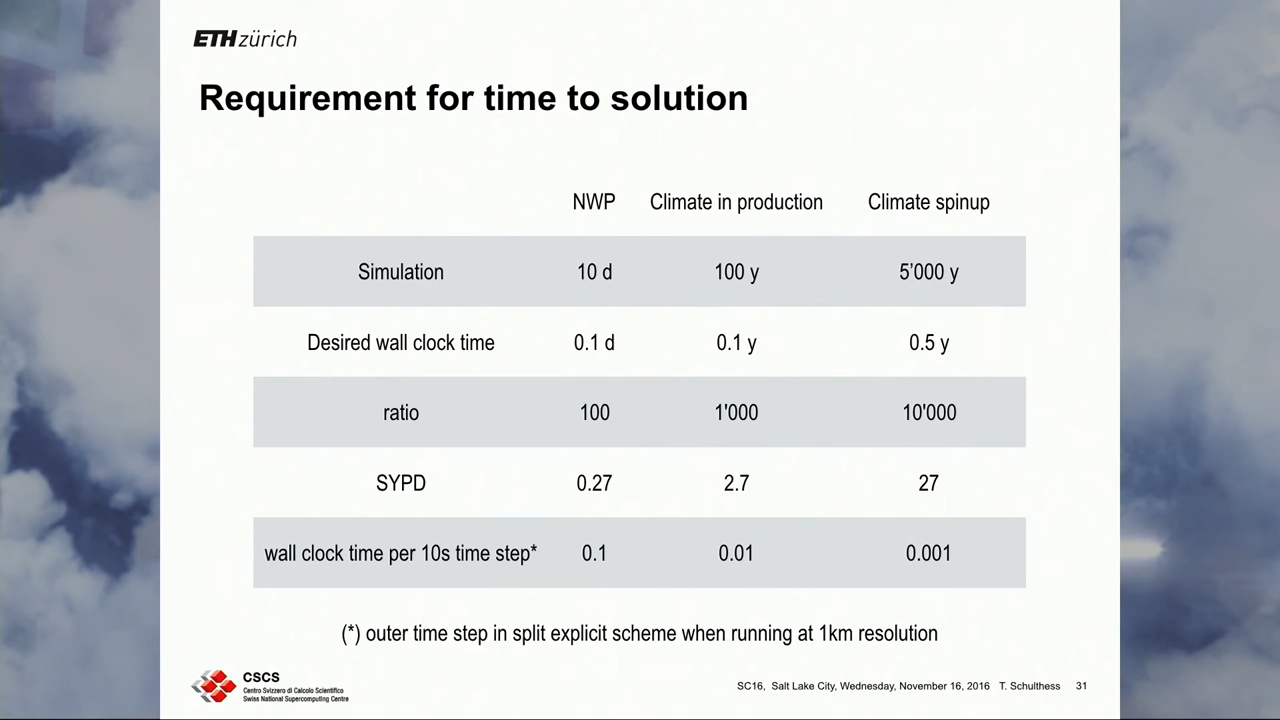 ETH zürich
Requirement for time to solution
NWP Climate in production Climate spinup
Simulation 10 d 100 y 5’000 y
Desired wall clock time 0.1 d 0.1 y 0.5 y
ratio 100 1'000 10'000
SYPD 0.27 2.7 27
wall clock time per 10s time step* 0.1 0.01 0.001
(*) outer time step in split explicit scheme when running at 1km resolution
CSCS
Centro Svizzero di Calcolo Scientifico
Swiss National Supercomputing Centre
SC16, Salt Lake City, Wednesday, November 16, 2016 T. Schulthess 31